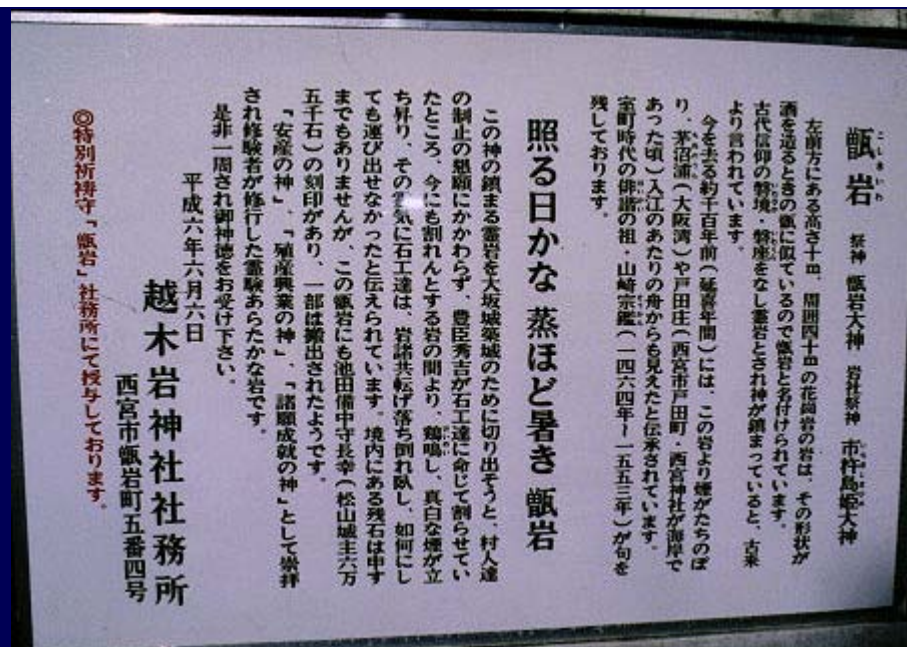 甑岩 祭神 甑岩大神 岩社祭神 市杵島姫大神
こしきいわ
左前方にある高さ十m、周囲四十mの花崗岩の岩は、その形状が
酒を造るときの甑に似ているので甑岩と名付けられています。
古代信仰の磐境・磐座をなし霊岩とされ神が鎮まっていると、古来
より言われています。
今を去る約千百年前(延喜年間)には、この岩より煙がたちのぼ
り、茅沼浦(大阪湾)や戸田庄(西宮市戸田町・西宮神社が海岸で
あった頃)入江のあたりの舟からも見えたと伝承されています。
室町時代の俳諧の祖・山崎宗鑑(一四六四年~一五五三年)が句を
残しております。
照る日かな 蒸ほど暑き 甑岩
この神の鎮まる霊岩を大坂城築城のために切り出そうと、村人達
の制止の懇願にかかわらず、豊臣秀吉が石工達に命じて割らせてい
たところ、今にも割れんとする岩の間より、鶏鳴し、真白な煙が立
ち昇り、その霊気に石工達は、岩諸共転げ落ち倒れ臥し、如何にし
ても運び出せなかったと伝えられています。境内にある残石は申す
までもありませんが、この甑岩にも池田備中守長幸(松山城主六万
五千石)の刻印があり、一部は搬出されたようです。
「安産の神」、「殖産興業の神」、「諸願成就の神」として崇拝
され修験者が修行した霊験あらたかな岩です。
是非一周され御神徳をお受け下さい。
平成六年六月六日
越木岩神社社務所
西宮市甑岩町五番四号
◎特別祈祷守「甑岩」社務所にて授与しております。